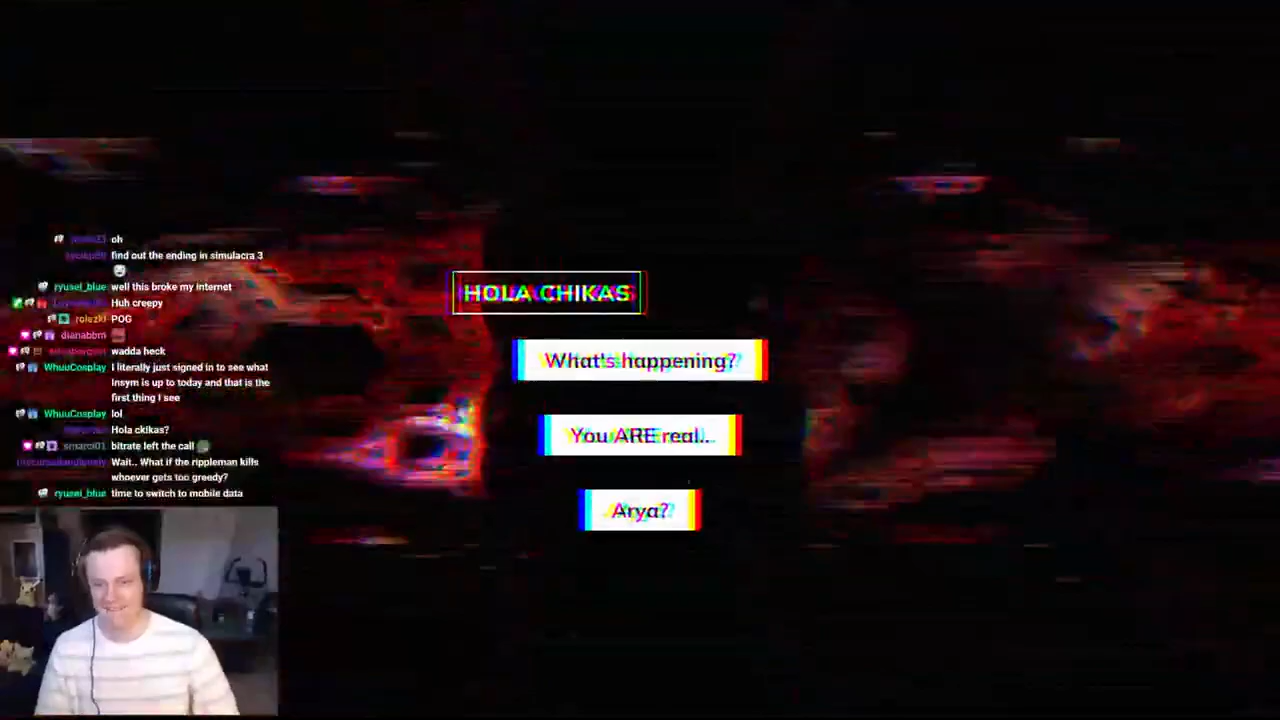 oh
find out the ending in simulacra 3
ryusei_blue well this broke my internet
Huh creepy
rolezki POG
dianabbm
wadda heck
WhuuCosplay I literally just signed in to see what
Insym is up to today and that is the
first thing I see
WhuuCosplay lol
Hola ckikas?
smarci01 bitrate left the call
Wait.. What if the rippleman kills
whoever gets too greedy?
ryusei_blue time to switch to mobile data
HOLA CHIKAS
What's happening?
You ARE real..
Arya?